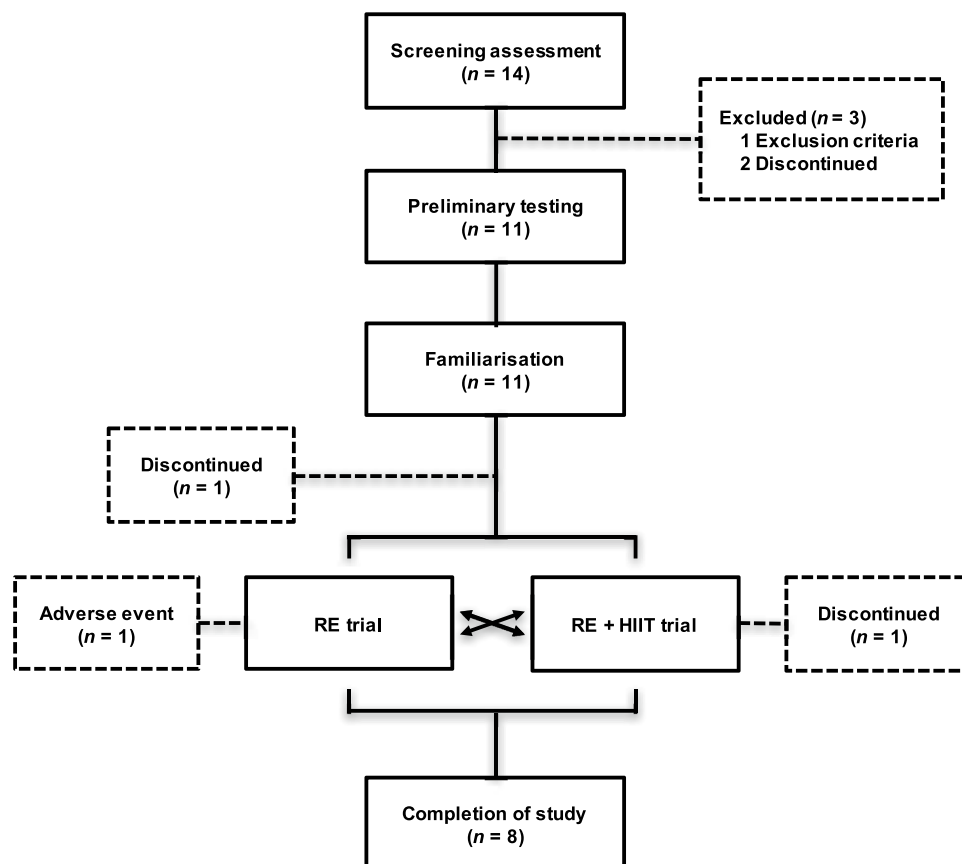 Screening assessment
(n = 14)
Excluded (n = 3)
1 Exclusion criteria
2 Discontinued
Preliminary testing
(n = 11)
Familiarisation
(n = 11)
Discontinued
(n = 1)
Adverse event
(n = 1)
RE trial
RE + HIIT trial
Discontinued
(n = 1)
Completion of study
(n = 8)